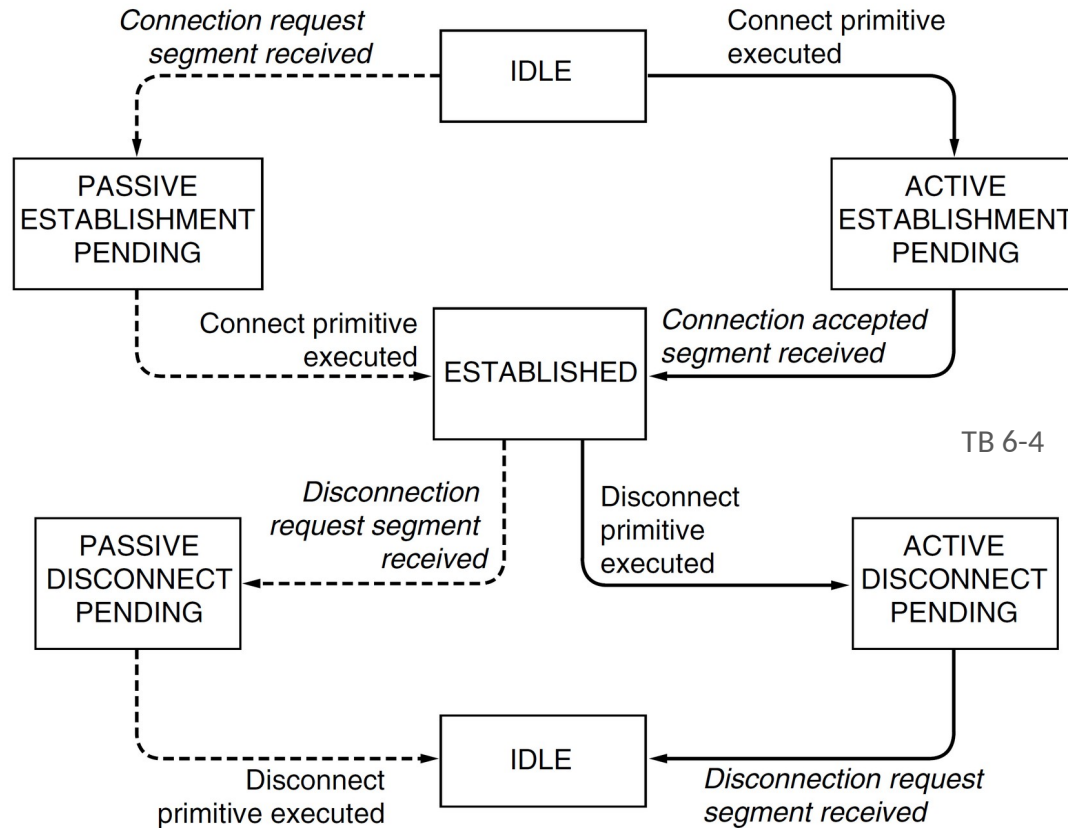 Connection request
segment received
IDLE
Connect primitive
executed
PASSIVE
ESTABLISHMENT
PENDING
ACTIVE
ESTABLISHMENT
PENDING
Connect primitive
executed
ESTABLISHED
Connection accepted
segment received
TB 6-4
Disconnection
request segment
received
Disconnect
primitive
executed
PASSIVE
DISCONNECT
PENDING
ACTIVE
DISCONNECT
PENDING
IDLE
Disconnect
primitive executed
Disconnection request
segment received